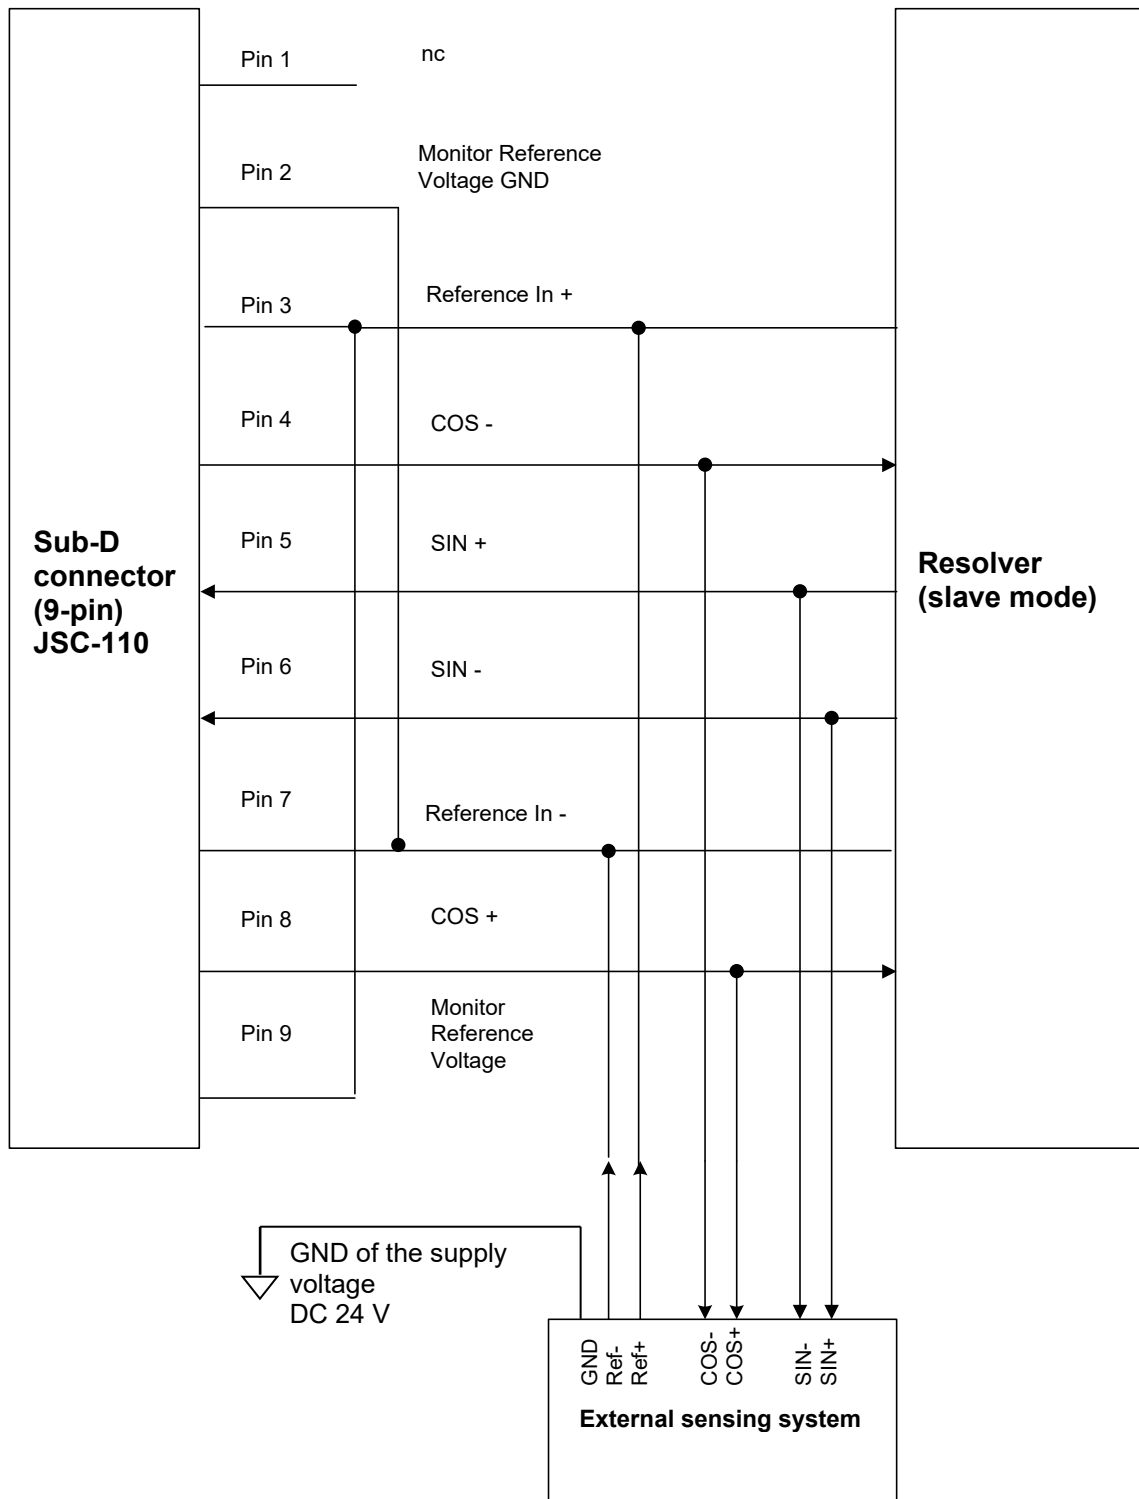 Pin 1
nc
Pin 2
Monitor Reference
Voltage GND
Pin 3
Reference In +
Pin 4
COS -
Sub-D
connector
(9-pin)
JSC-110
Pin 5
SIN +
Resolver
(slave mode)
Pin 6
SIN -
Pin 7
Reference In -
Pin 8
COS +
Pin 9
Monitor
Reference
Voltage
GND of the supply
voltage
DC 24 V
GND
Ref-
Ref+
COS-
COS+
SIN-
SIN+
External sensing system